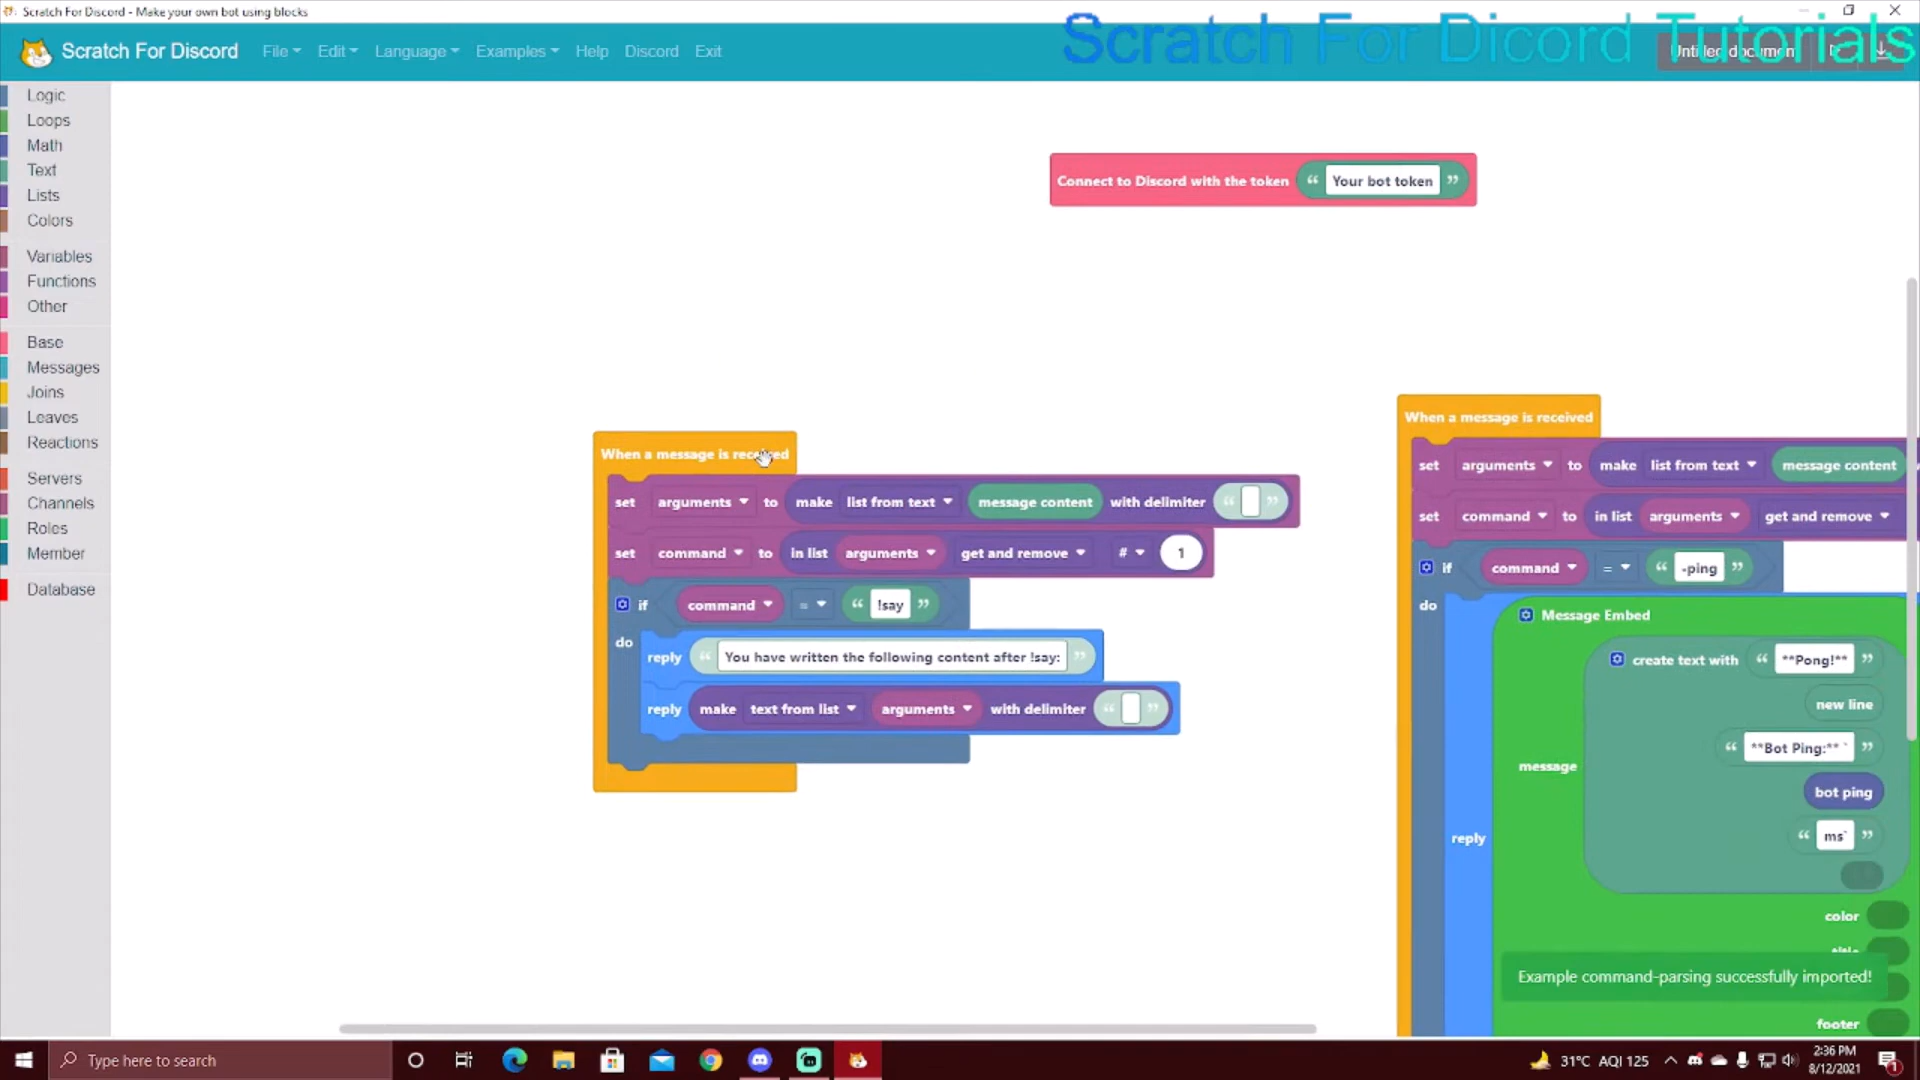 Scratch For Discord - Make your own bot using blocks
Scratch For Dicord Tutorials
Scratch For Discord File Edit Language Examples Help Discord Exit Untitled document
Logic
Loops
Math
Text
Lists
Colors
Variables
Functions
Other
Base
Messages
Joins
Leaves
Reactions
Servers
Channels
Roles
Member
Database
Connect to Discord with the token “ Your bot token ”
When a message is received
set arguments to make list from text message content with delimiter “ ”
set command to in list arguments get and remove # 1
if command = “ !say ”
do
reply “ You have written the following content after !say: ”
reply make text from list arguments with delimiter “ ”
When a message is received
set arguments to make list from text message content
set command to in list arguments get and remove
if command = “ -ping ”
do
Message Embed
create text with “ **Pong!** ”
new line
“ **Bot Ping:** ` ”
message
bot ping
“ ms` ”
reply
color
Example command-parsing successfully imported!
footer
Type here to search
31°C AQI 125
2:36 PM
8/12/2021
1